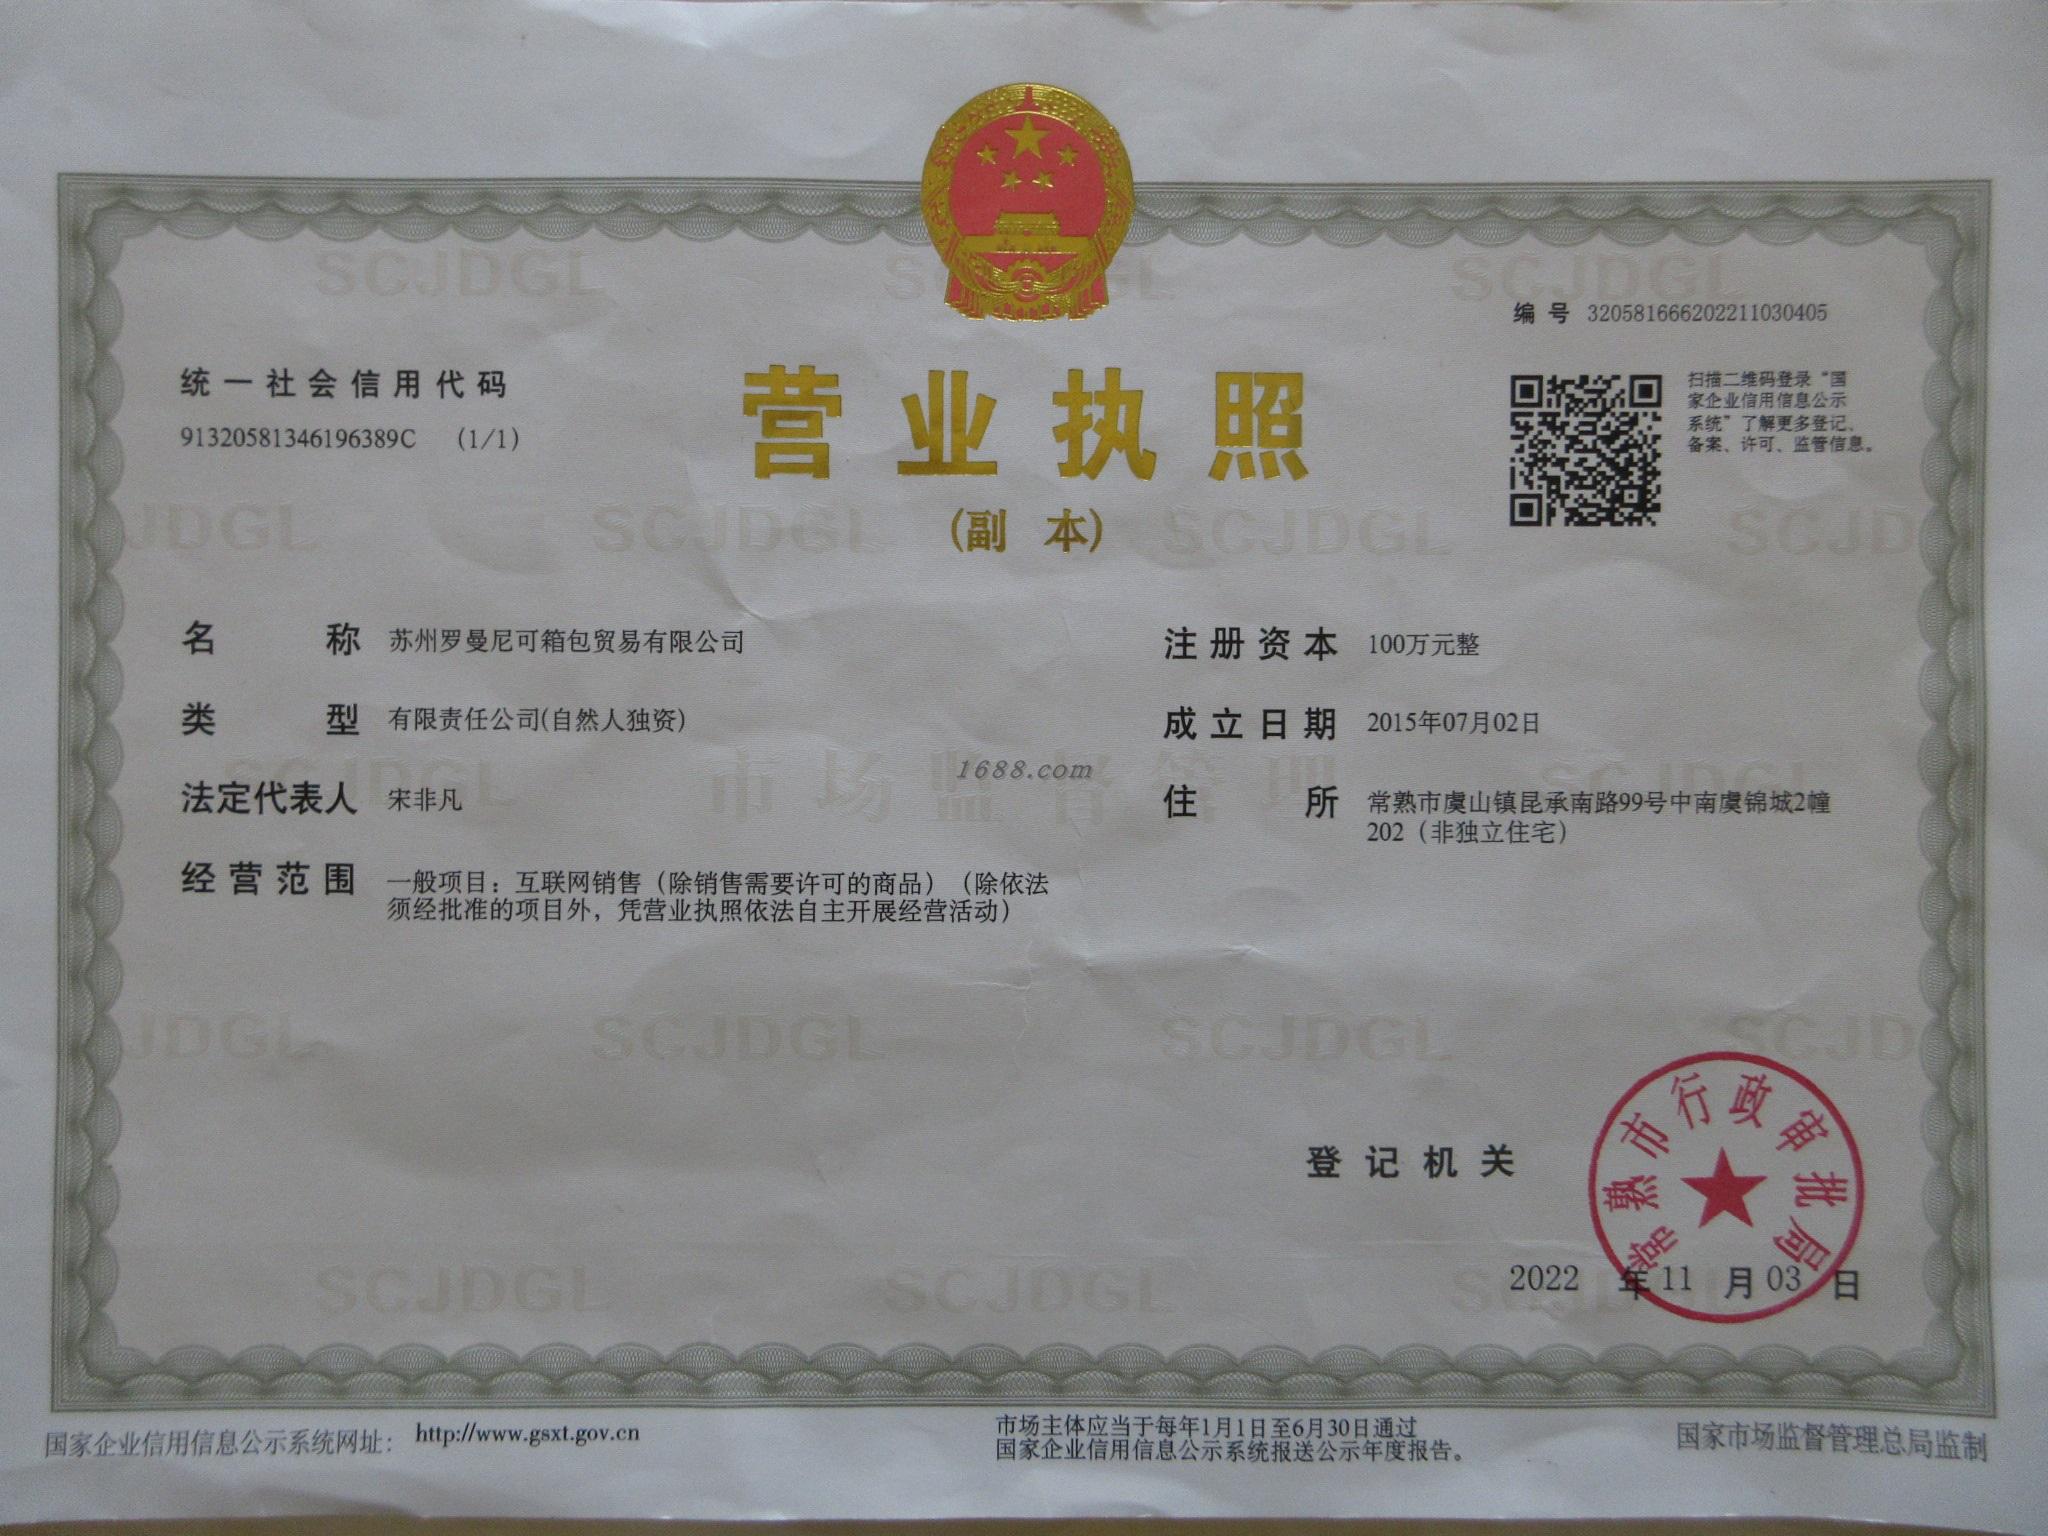 编号 320581666202211030405
统一社会信用代码
91320581346196389C (1/1)
营业执照
(副本)
扫描二维码登录“国
家企业信用信息公示
系统”了解更多登记、
备案、许可、监管信息。
名称 苏州罗曼尼可箱包贸易有限公司
类型 有限责任公司(自然人独资)
法定代表人 宋非凡
经营范围 一般项目：互联网销售（除销售需要许可的商品）（除依法
须经批准的项目外，凭营业执照依法自主开展经营活动）
注册资本 100万元整
成立日期 2015年07月02日
住所 常熟市虞山镇昆承南路99号中南虞锦城2幢
202（非独立住宅）
1688.com
市场监督管理
SCJDGL
登记机关
常熟市行政审批局
2022 年 11 月 03 日
国家企业信用信息公示系统网址： http://www.gsxt.gov.cn
市场主体应当于每年1月1日至6月30日通过
国家企业信用信息公示系统报送公示年度报告。
国家市场监督管理总局监制